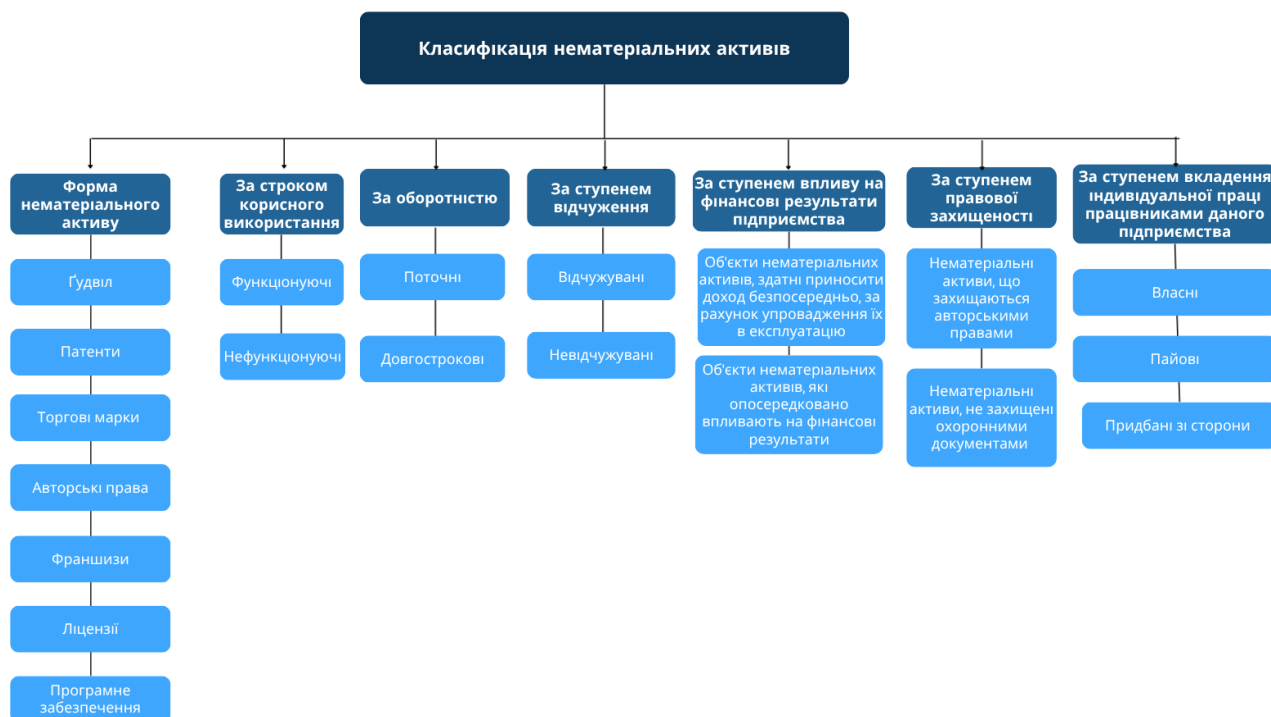 Класифікація нематеріальних активів
Форма
нематеріального
активу
Ґудвіл
Патенти
Торгові марки
Авторські права
Франшизи
Ліцензії
Програмне
забезпечення
За строком
корисного
використання
Функціонуючі
Нефункціонуючі
За оборотністю
Поточні
Довгострокові
За ступенем
відчуження
Відчужувані
Невідчужувані
За ступенем впливу на
фінансові результати
підприємства
Об'єкти нематеріальних
активів, здатні приносити
доход безпосередньо, за
рахунок упровадження їх
в експлуатацію
Об'єкти нематеріальних
активів, які
опосередковано
впливають на фінансові
результати
За ступенем
правової
захищеності
Нематеріальні
активи, що
захищаються
авторськими
правами
Нематеріальні
активи, не захищені
охоронними
документами
За ступенем вкладення
індивідуальної праці
працівниками даного
підприємства
Власні
Пайові
Придбані зі сторони